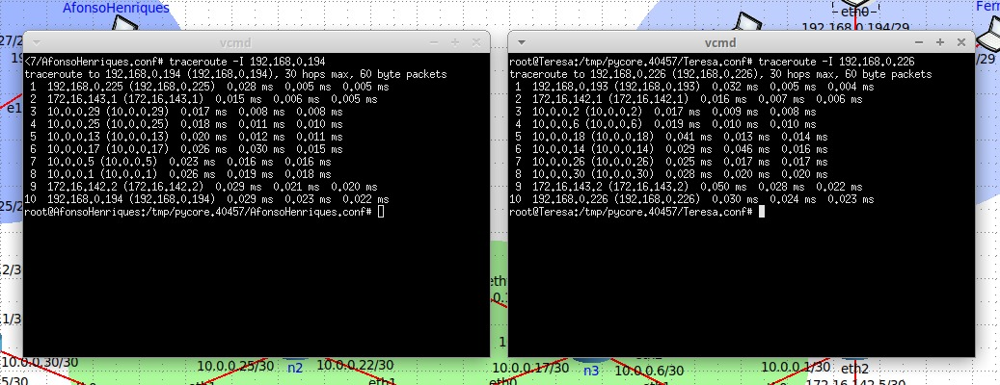 AfonsoHenriques
eth0
192.168.0.194/29
Fer
27/2
19
/29
e1
25/2
.2/3
.1/3
vcmd
<7/AfonsoHenriques.conf# traceroute -I 192.168.0.194
traceroute to 192.168.0.194 (192.168.0.194), 30 hops max, 60 byte packets
1 192.168.0.225 (192.168.0.225) 0.028 ms 0.005 ms 0.005 ms
2 172.16.143.1 (172.16.143.1) 0.015 ms 0.006 ms 0.005 ms
3 10.0.0.29 (10.0.0.29) 0.017 ms 0.008 ms 0.008 ms
4 10.0.0.25 (10.0.0.25) 0.018 ms 0.011 ms 0.010 ms
5 10.0.0.13 (10.0.0.13) 0.020 ms 0.012 ms 0.011 ms
6 10.0.0.17 (10.0.0.17) 0.026 ms 0.030 ms 0.015 ms
7 10.0.0.5 (10.0.0.5) 0.023 ms 0.016 ms 0.016 ms
8 10.0.0.1 (10.0.0.1) 0.026 ms 0.019 ms 0.018 ms
9 172.16.142.2 (172.16.142.2) 0.029 ms 0.021 ms 0.020 ms
10 192.168.0.194 (192.168.0.194) 0.029 ms 0.023 ms 0.022 ms
root@AfonsoHenriques:/tmp/pycore.40457/AfonsoHenriques.conf#
vcmd
root@Teresa:/tmp/pycore.40457/Teresa.conf# traceroute -I 192.168.0.226
traceroute to 192.168.0.226 (192.168.0.226), 30 hops max, 60 byte packets
1 192.168.0.193 (192.168.0.193) 0.032 ms 0.005 ms 0.004 ms
2 172.16.142.1 (172.16.142.1) 0.016 ms 0.007 ms 0.006 ms
3 10.0.0.2 (10.0.0.2) 0.017 ms 0.009 ms 0.008 ms
4 10.0.0.6 (10.0.0.6) 0.019 ms 0.010 ms 0.010 ms
5 10.0.0.18 (10.0.0.18) 0.041 ms 0.013 ms 0.014 ms
6 10.0.0.14 (10.0.0.14) 0.029 ms 0.046 ms 0.016 ms
7 10.0.0.26 (10.0.0.26) 0.025 ms 0.017 ms 0.017 ms
8 10.0.0.30 (10.0.0.30) 0.028 ms 0.020 ms 0.020 ms
9 172.16.143.2 (172.16.143.2) 0.050 ms 0.028 ms 0.022 ms
10 192.168.0.226 (192.168.0.226) 0.030 ms 0.024 ms 0.023 ms
root@Teresa:/tmp/pycore.40457/Teresa.conf#
eth
0.
1
10.0.0.30/30
10.0.0.25/30
n2
10.0.0.22/30
10.0.0.17/30
n3
10.0.0.6/30
10.0.0.1/30
eth2
5/30
eth1
eth0
172.16.142.5/30